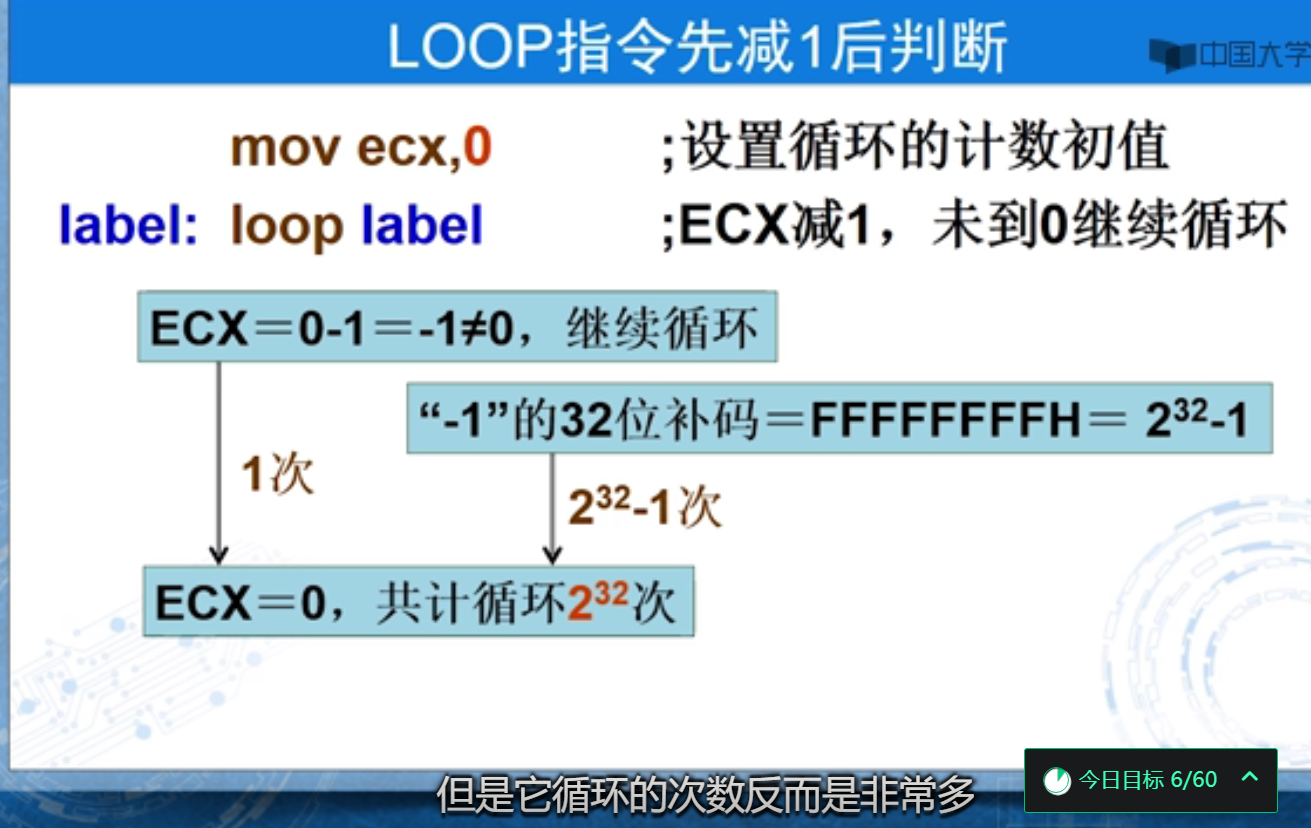 LOOP指令先减1后判断
中国大学
mov ecx,0 ;设置循环的计数初值
label: loop label ;ECX减1，未到0继续循环
ECX＝0-1＝-1≠0，继续循环
“-1”的32位补码＝FFFFFFFFH＝ 2³²-1
1次
2³²-1次
ECX＝0，共计循环2³²次
今日目标 6/60
但是它循环的次数反而是非常多